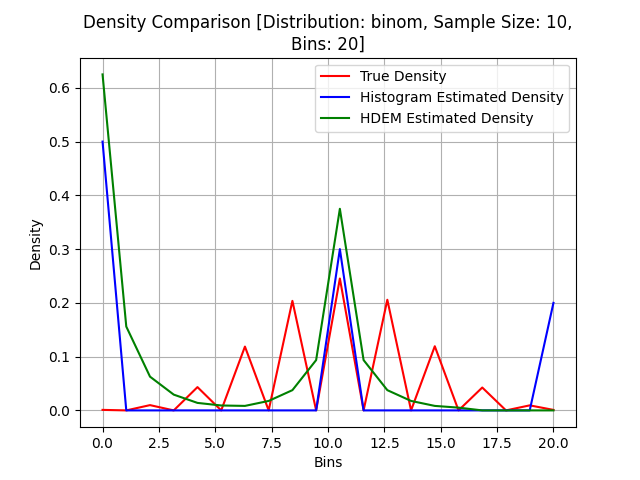 Density Comparison [Distribution: binom, Sample Size: 10,
Bins: 20]
True Density
Histogram Estimated Density
HDEM Estimated Density
Density
0.6
0.5
0.4
0.3
0.2
0.1
0.0
0.0 2.5 5.0 7.5 10.0 12.5 15.0 17.5 20.0
Bins